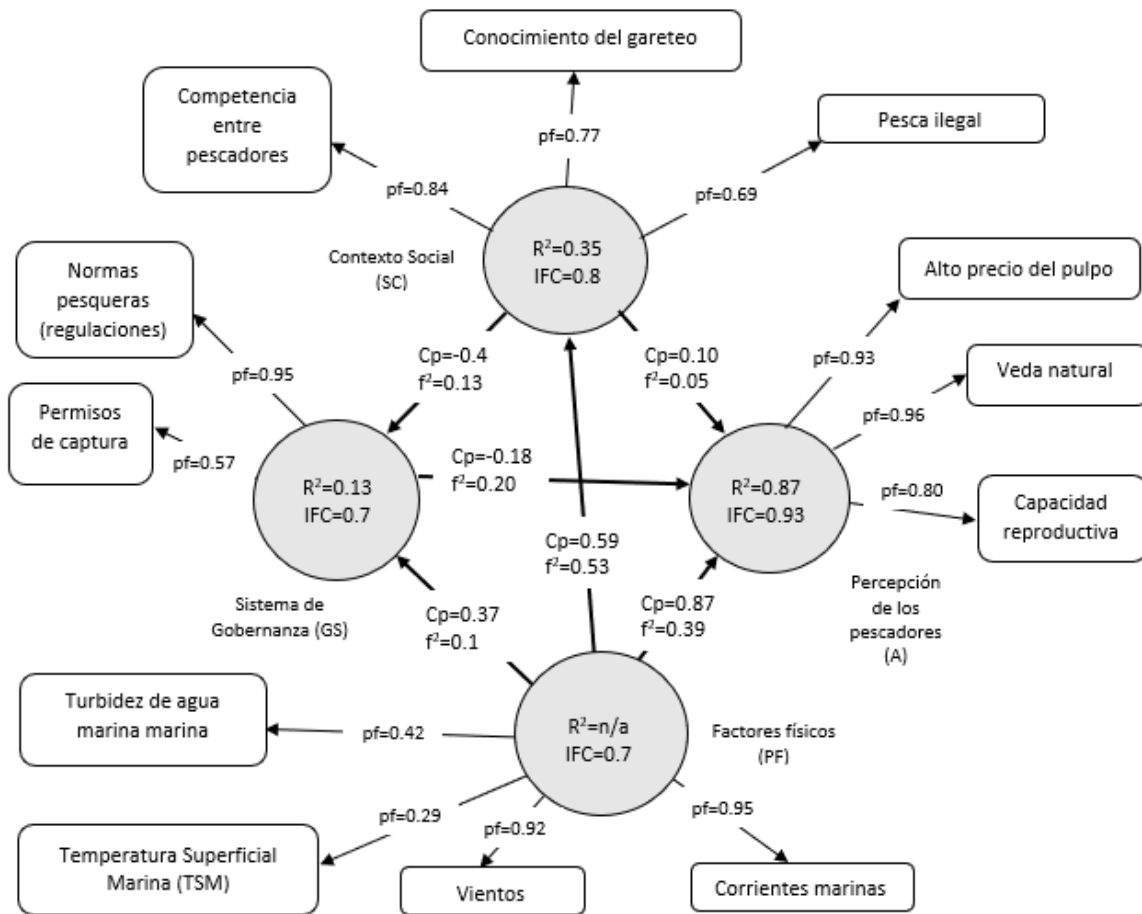 Conocimiento del gareteo
Competencia
entre
pescadores
Pesca ilegal
pf=0.77
pf=0.84
pf=0.69
R²=0.35
IFC=0.8
Contexto Social
(SC)
Normas
pesqueras
(regulaciones)
Alto precio del pulpo
pf=0.95
Cp=-0.4
f²=0.13
Cp=0.10
f²=0.05
pf=0.93
Veda natural
Permisos
de captura
pf=0.57
pf=0.96
Cp=-0.18
f²=0.20
R²=0.13
IFC=0.7
R²=0.87
IFC=0.93
pf=0.80
Capacidad
reproductiva
Cp=0.59
f²=0.53
Sistema de
Gobernanza (GS)
Cp=0.37
f²=0.1
Cp=0.87
f²=0.39
Percepción
de los
pescadores
(A)
Turbidez de agua
marina marina
pf=0.42
R²=n/a
IFC=0.7
Factores físicos
(PF)
pf=0.29
pf=0.92
pf=0.95
Temperatura Superficial
Marina (TSM)
Vientos
Corrientes marinas